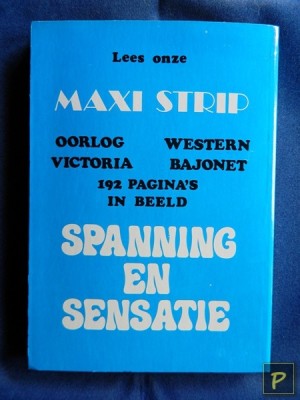 Lees onze
MAXI STRIP
OORLOG WESTERN
VICTORIA BAJONET
192 PAGINA'S
IN BEELD
SPANNING
EN
SENSATIE
P